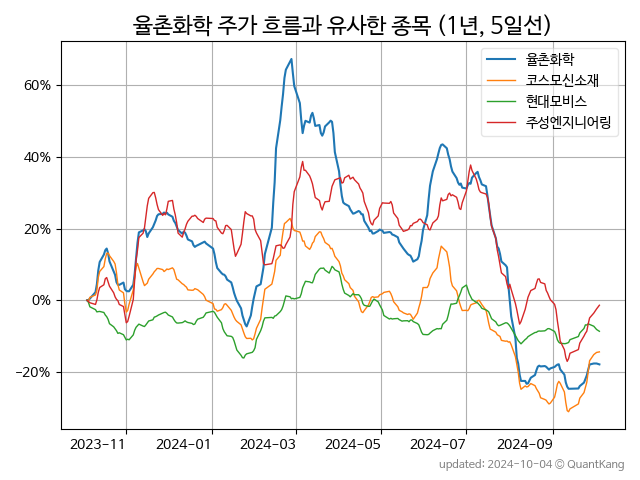 율촌화학 주가 흐름과 유사한 종목 (1년, 5일선)
율촌화학
코스모신소재
현대모비스
주성엔지니어링
60%
40%
20%
0%
−20%
2023−11
2024−01
2024−03
2024−05
2024−07
2024−09
updated: 2024-10-04 © QuantKang